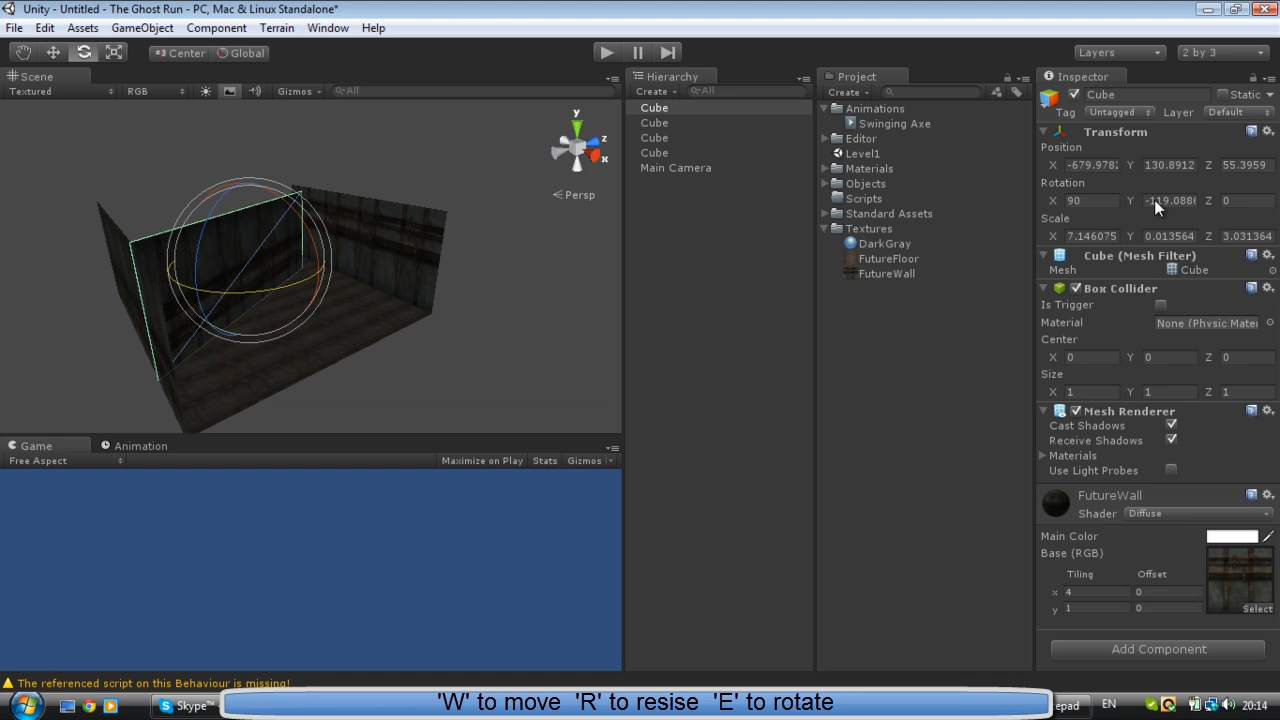 Unity - Untitled - The Ghost Run - PC, Mac & Linux Standalone*
File Edit Assets GameObject Component Terrain Window Help
Center Global Layers 2 by 3
Scene
Textured RGB Gizmos All
y
z
x
Persp
Game Animation
Free Aspect Maximize on Play Stats Gizmos
Hierarchy
Create All
Cube
Cube
Cube
Cube
Main Camera
Project
Create
Animations
Swinging Axe
Editor
Level1
Materials
Objects
Scripts
Standard Assets
Textures
DarkGray
FutureFloor
FutureWall
Inspector
Cube Static
Tag Untagged Layer Default
Transform
Position
X -679.978 Y 130.8912 Z 55.3959
Rotation
X 90 Y Z 0
Scale
X 7.146075 Y 0.013564 Z 3.031364
Cube (Mesh Filter)
Mesh Cube
Box Collider
Is Trigger
Material None (Physic Mater
Center
X 0 Y 0 Z 0
Size
X 1 Y 1 Z 1
Mesh Renderer
Cast Shadows
Receive Shadows
Materials
Use Light Probes
FutureWall
Shader Diffuse
Main Color
Base (RGB)
Tiling Offset
x 4 0
y 1 0
Select
Add Component
The referenced script on this Behaviour is missing!
Skype™ 'W' to move 'R' to resise 'E' to rotate epad EN 20:14